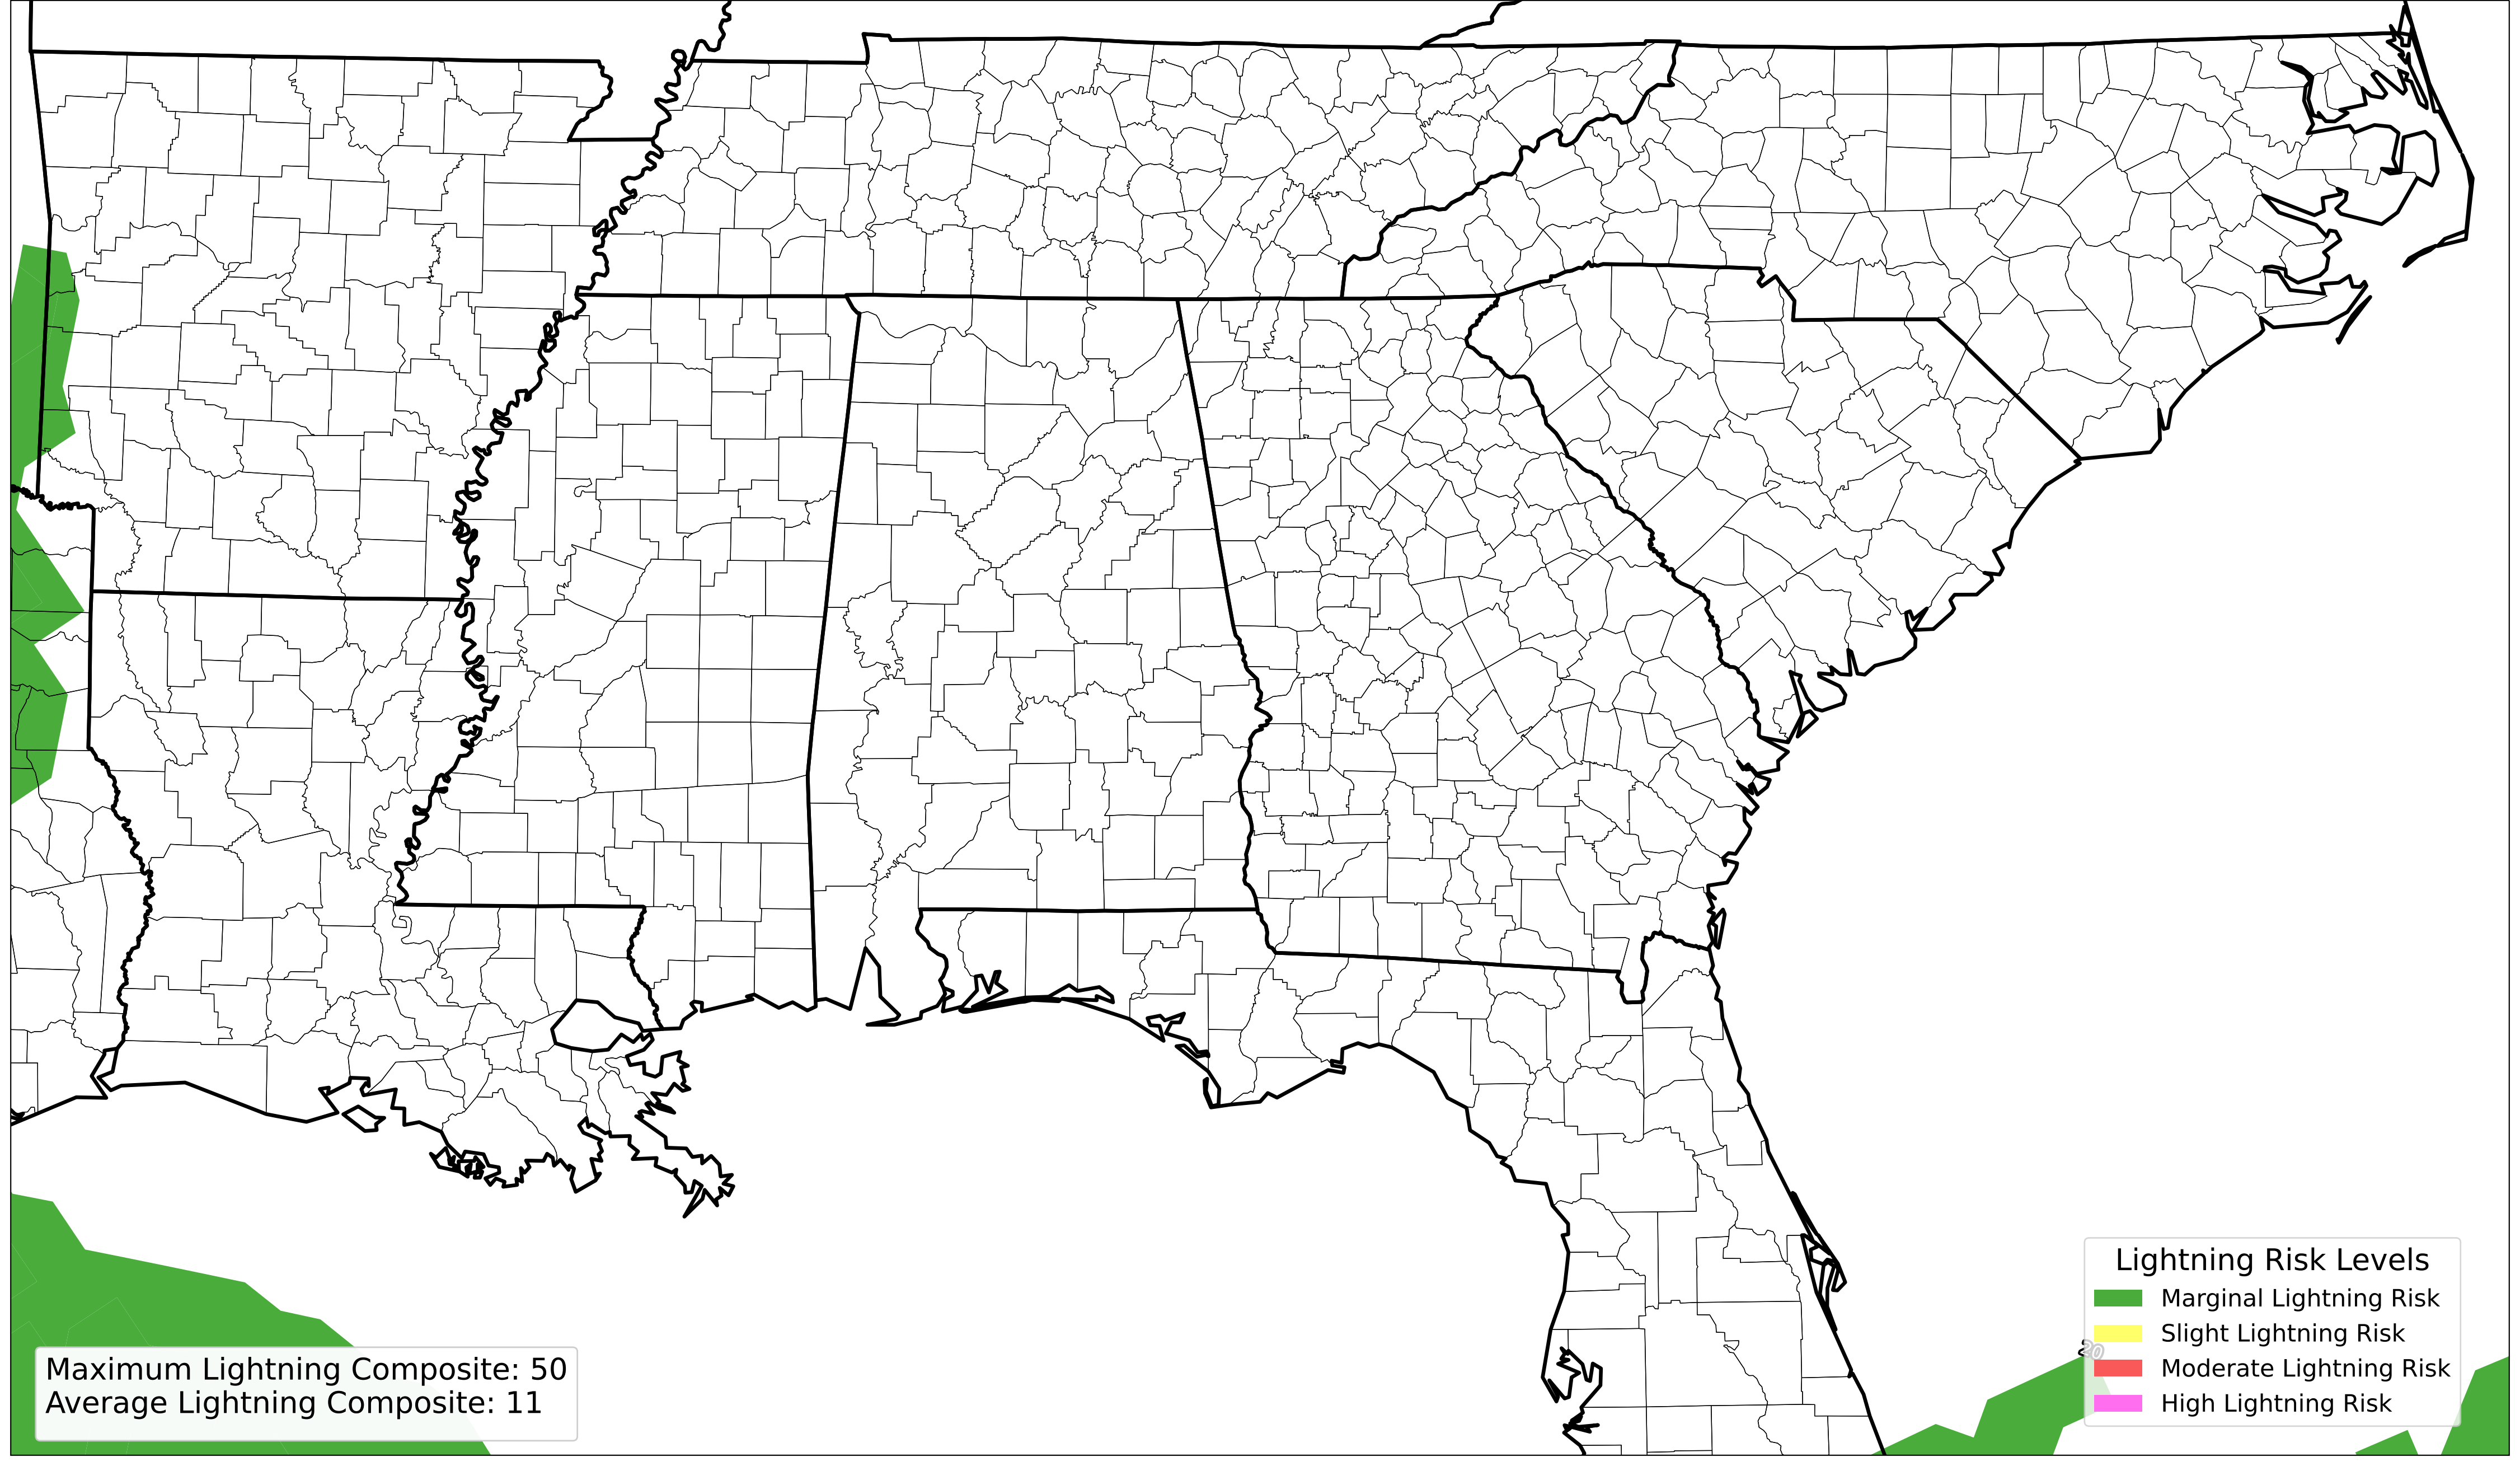 Maximum Lightning Composite: 50
Average Lightning Composite: 11
20
Lightning Risk Levels
Marginal Lightning Risk
Slight Lightning Risk
Moderate Lightning Risk
High Lightning Risk